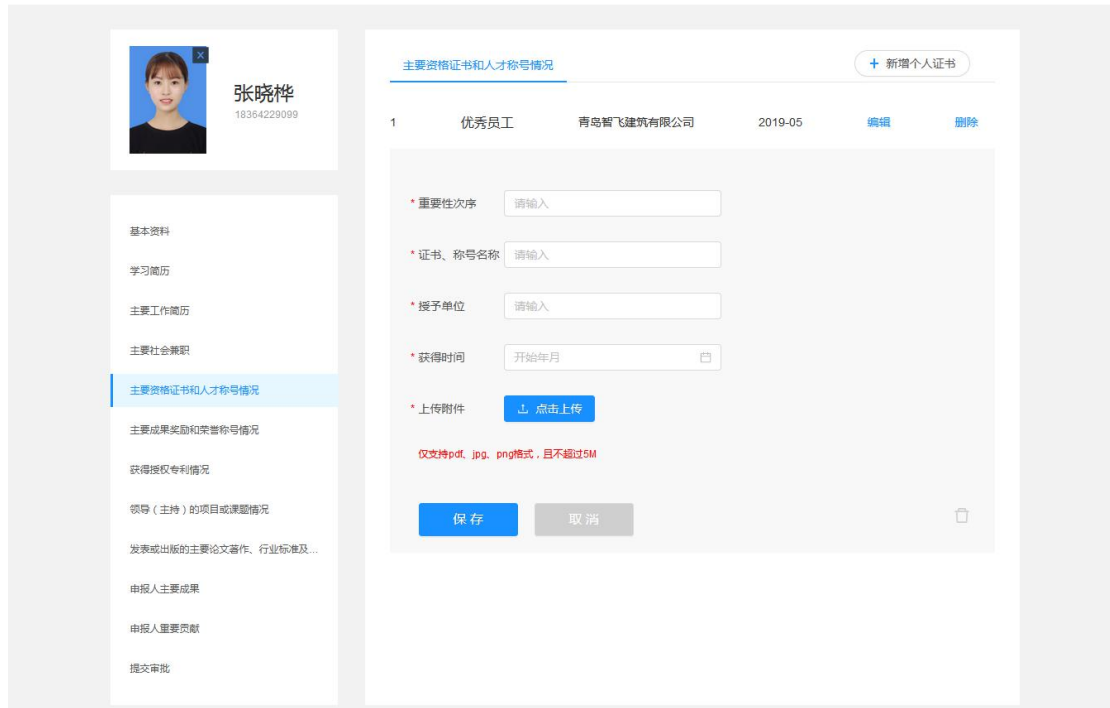 X
张晓桦
18364229099
基本资料
学习简历
主要工作简历
主要社会兼职
主要资格证书和人才称号情况
主要成果奖励和荣誉称号情况
获得授权专利情况
领导（主持）的项目或课题情况
发表或出版的主要论文著作、行业标准及...
申报人主要成果
申报人重要贡献
提交审批
主要资格证书和人才称号情况
+ 新增个人证书
1 优秀员工 青岛智飞建筑有限公司 2019-05 编辑 删除
* 重要性次序 请输入
* 证书、称号名称 请输入
* 授予单位 请输入
* 获得时间 开始年月
* 上传附件 点击上传
仅支持pdf、jpg、png格式，且不超过5M
保存 取消